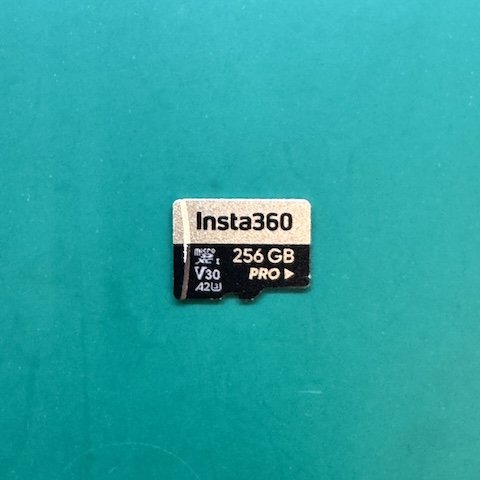 Insta360
micro SD XC I 256 GB
V30 PRO
A2 U3